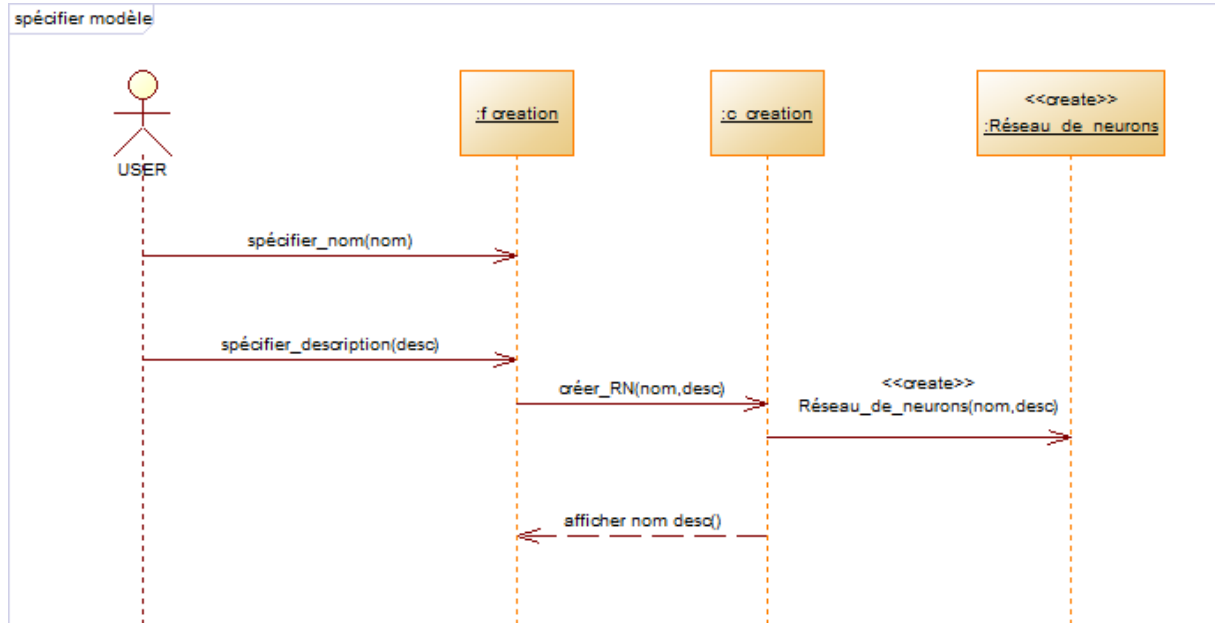 spécifier modèle
USER
:f creation
:c_creation
<<create>>
:Réseau_de_neurons
spécifier_nom(nom)
spécifier_description(desc)
créer_RN(nom,desc)
<<create>>
Réseau_de_neurons(nom,desc)
afficher nom desc()